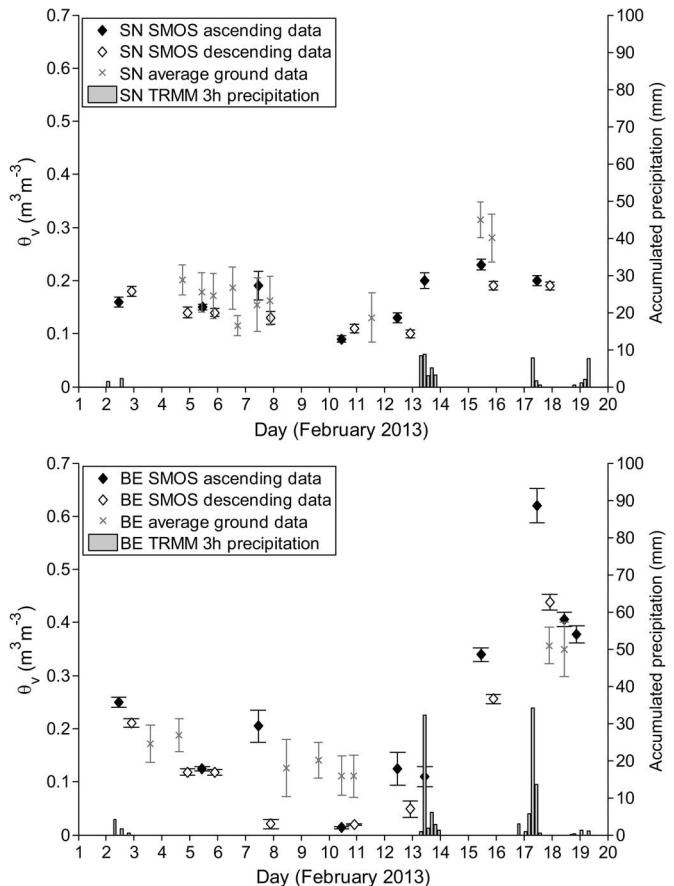 0.7
100
SN SMOS ascending data
SN SMOS descending data
SN average ground data
SN TRMM 3h precipitation
0.6
0.5
0.4
0.3
0.2
0.1
0
90
80
70
60
50
40
30
20
10
0
θv (m³m⁻³)
Accumulated precipitation (mm)
1 2 3 4 5 6 7 8 9 10 11 12 13 14 15 16 17 18 19 20
Day (February 2013)
0.7
100
BE SMOS ascending data
BE SMOS descending data
BE average ground data
BE TRMM 3h precipitation
0.6
0.5
0.4
0.3
0.2
0.1
0
90
80
70
60
50
40
30
20
10
0
θv (m³m⁻³)
Accumulated precipitation (mm)
1 2 3 4 5 6 7 8 9 10 11 12 13 14 15 16 17 18 19 20
Day (February 2013)